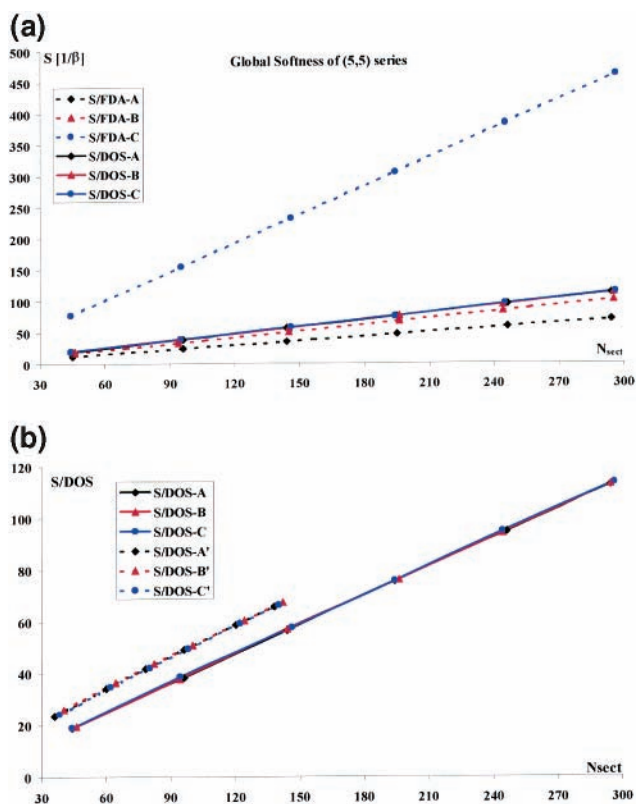 (a)
S [1/β]
Global Softness of (5,5) series
500
450
400
350
300
250
200
150
100
50
0
S/FDA-A
S/FDA-B
S/FDA-C
S/DOS-A
S/DOS-B
S/DOS-C
30 60 90 120 150 180 210 240 270 300
Nsect
(b)
S/DOS
120
100
80
60
40
20
0
S/DOS-A
S/DOS-B
S/DOS-C
S/DOS-A'
S/DOS-B'
S/DOS-C'
30 60 90 120 150 180 210 240 270 300
Nsect